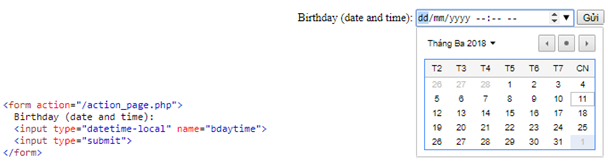 Birthday (date and time): dd/mm/yyyy --:-- -- Gửi
Tháng Ba 2018
T2 T3 T4 T5 T6 T7 CN
26 27 28 1 2 3 4
5 6 7 8 9 10 11
12 13 14 15 16 17 18
19 20 21 22 23 24 25
26 27 28 29 30 31 1
<form action="/action_page.php">
Birthday (date and time):
<input type="datetime-local" name="bdaytime">
<input type="submit">
</form>